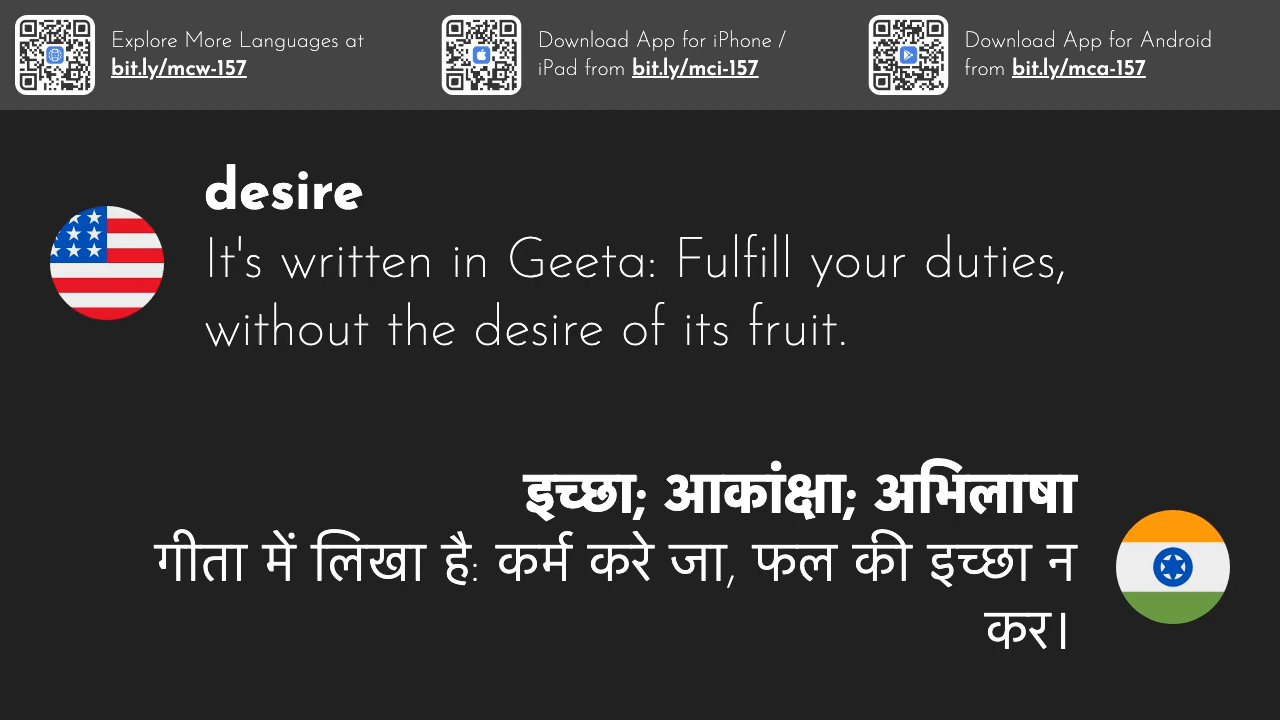 Explore More Languages at
bit.ly/mcw-157
Download App for iPhone /
iPad from bit.ly/mci-157
Download App for Android
from bit.ly/mca-157
desire
It's written in Geeta: Fulfill your duties,
without the desire of its fruit.
इच्छा; आकांक्षा; अभिलाषा
गीता में लिखा है: कर्म करे जा, फल की इच्छा न
कर।